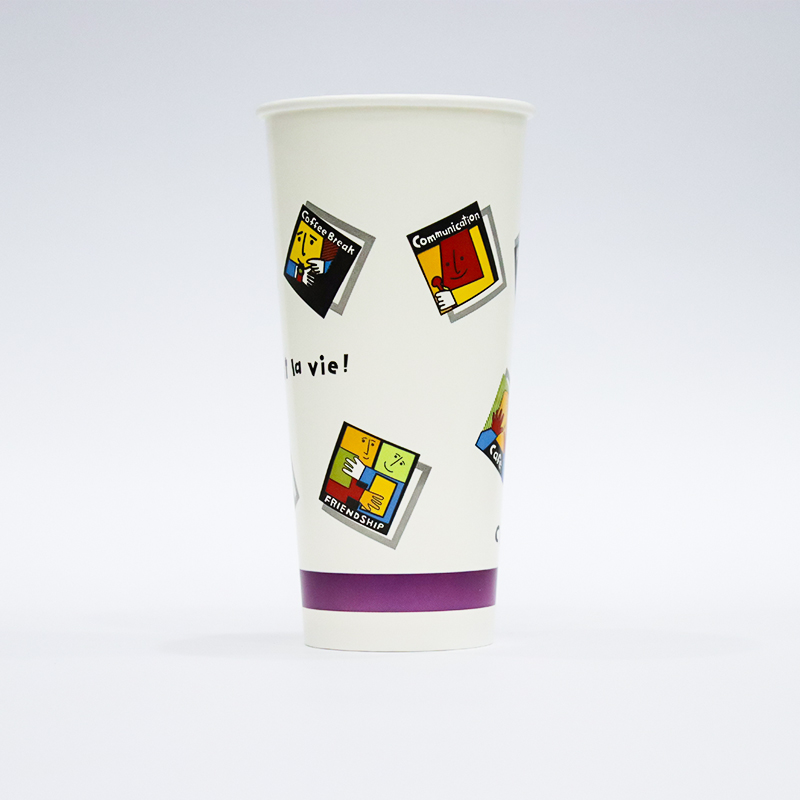 Coffee Break
Communication
la vie!
FRIENDSHIP